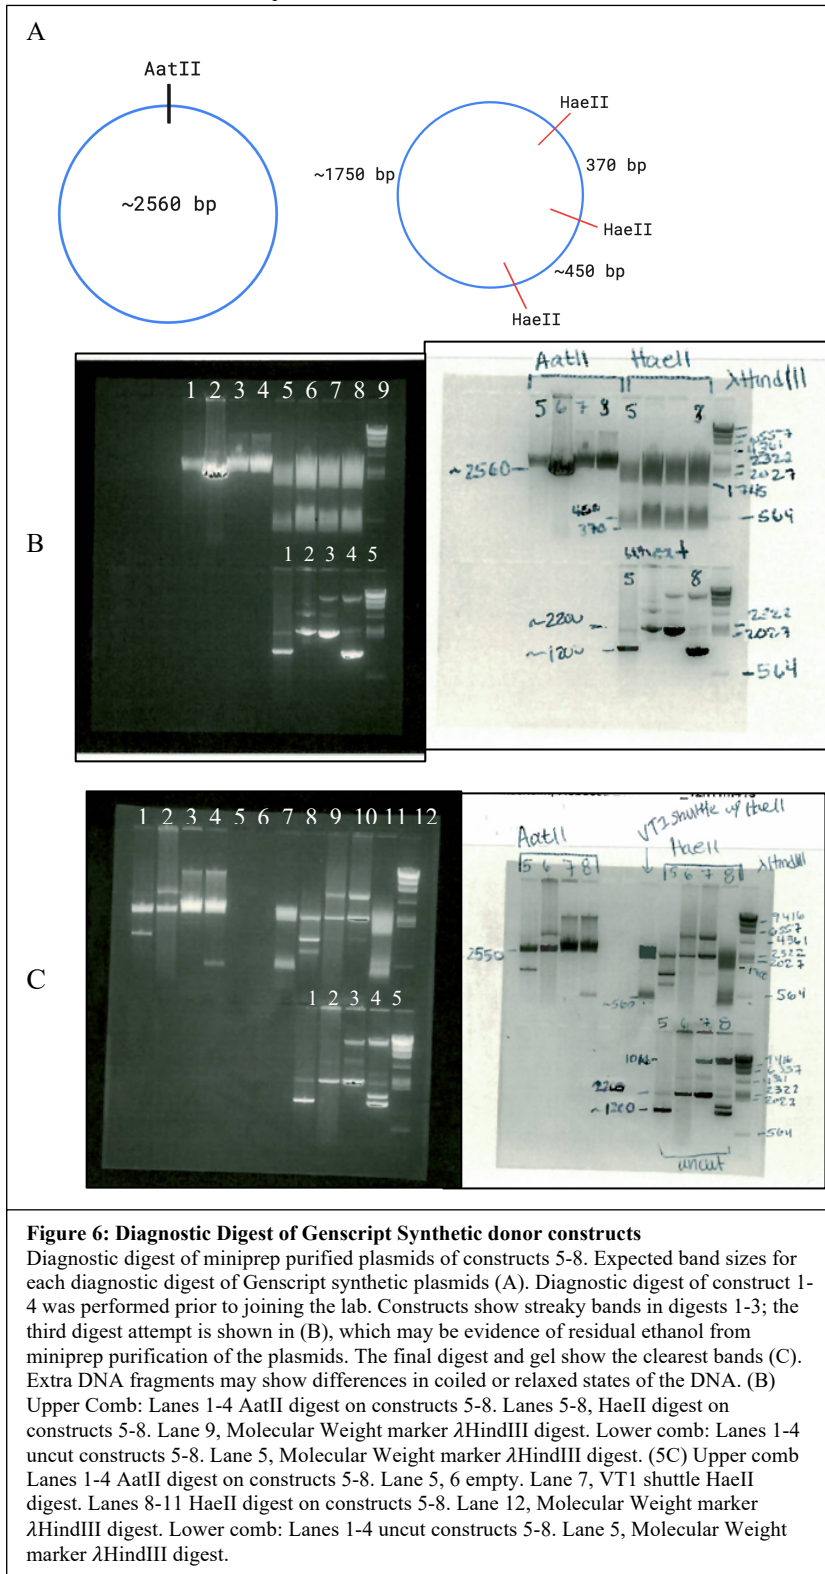 A
AatII
~2560 bp
HaeII
~1750 bp
370 bp
HaeII
~450 bp
HaeII
B
1 2 3 4 5 6 7 8 9
1 2 3 4 5
AatII HaeII λHindIII
5 6 7 8 5 8
6557
4361
2322
2027
1745
~2560
450
370
564
uncut
5 8
~2200
2322
2027
~1200
564
C
1 2 3 4 5 6 7 8 9 10 11 12
1 2 3 4 5
VT1 shuttle w/ HaeII
AatII HaeII λHindIII
5 6 7 8 5 6 7 8
9416
6557
4361
2322
2027
2550
~560
564
5 6 7 8
9416
6557
4361
2322
2027
2200
~1200
564
uncut
Figure 6: Diagnostic Digest of Genscript Synthetic donor constructs
Diagnostic digest of miniprep purified plasmids of constructs 5-8. Expected band sizes for
each diagnostic digest of Genscript synthetic plasmids (A). Diagnostic digest of construct 1-
4 was performed prior to joining the lab. Constructs show streaky bands in digests 1-3; the
third digest attempt is shown in (B), which may be evidence of residual ethanol from
miniprep purification of the plasmids. The final digest and gel show the clearest bands (C).
Extra DNA fragments may show differences in coiled or relaxed states of the DNA. (B)
Upper Comb: Lanes 1-4 AatII digest on constructs 5-8. Lanes 5-8, HaeII digest on
constructs 5-8. Lane 9, Molecular Weight marker λHindIII digest. Lower comb: Lanes 1-4
uncut constructs 5-8. Lane 5, Molecular Weight marker λHindIII digest. (5C) Upper comb
Lanes 1-4 AatII digest on constructs 5-8. Lane 5, 6 empty. Lane 7, VT1 shuttle HaeII
digest. Lanes 8-11 HaeII digest on constructs 5-8. Lane 12, Molecular Weight marker
λHindIII digest. Lower comb: Lanes 1-4 uncut constructs 5-8. Lane 5, Molecular Weight
marker λHindIII digest.